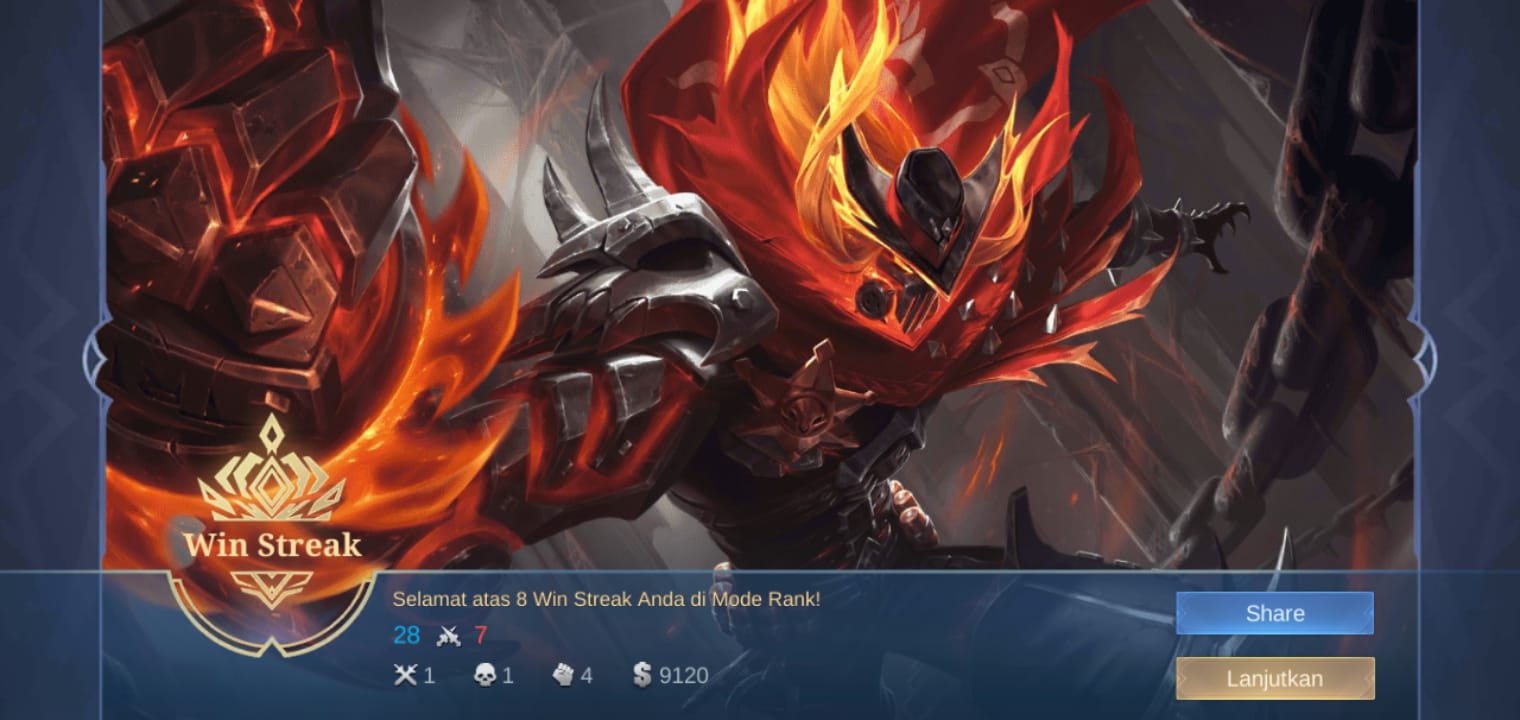 Win Streak
Selamat atas 8 Win Streak Anda di Mode Rank!
28 7
1 1 4 9120
Share
Lanjutkan